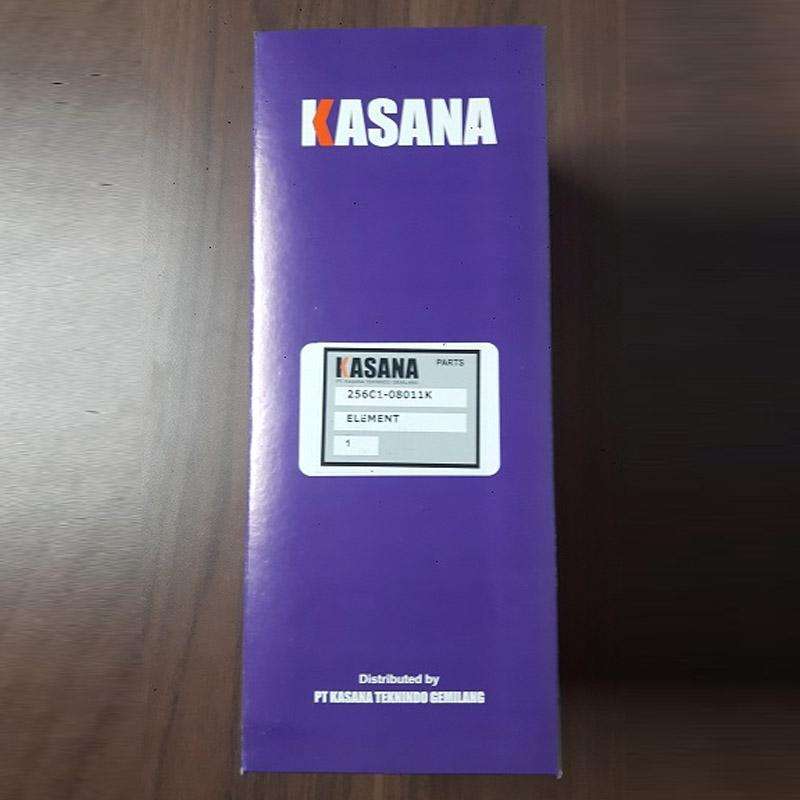 KASANA
KASANA PARTS
PT KASANA TEKNINDO GEMILANG
256C1-08011K
ELEMENT
1
Distributed by
PT KASANA TEKNINDO GEMILANG